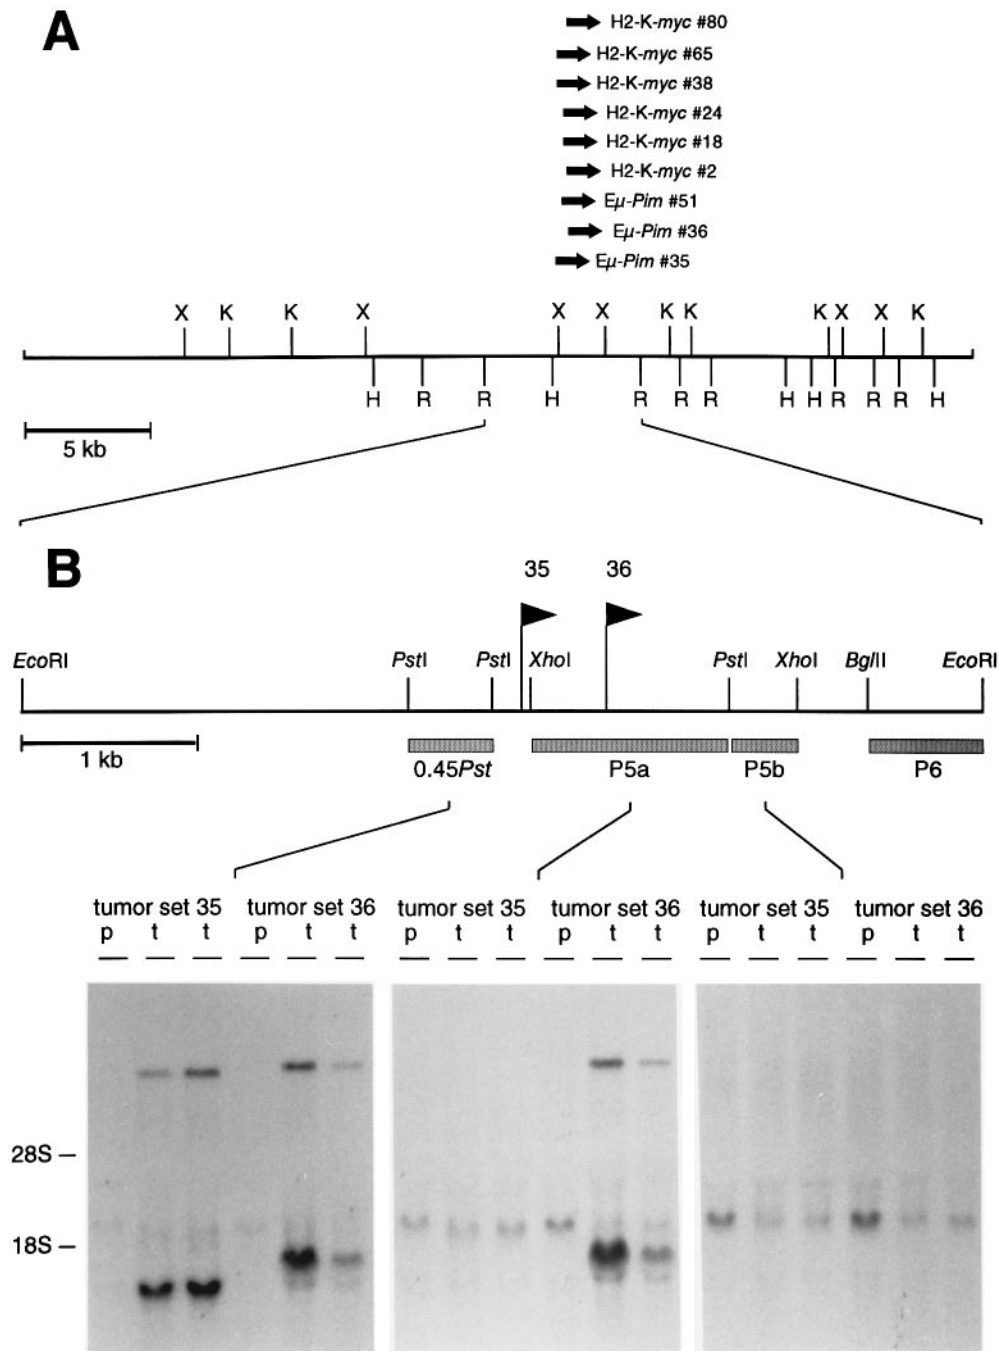 A
H2-K-myc #80
H2-K-myc #65
H2-K-myc #38
H2-K-myc #24
H2-K-myc #18
H2-K-myc #2
Eμ-Pim #51
Eμ-Pim #36
Eμ-Pim #35
X K K X X X K K K X X K
H R R H R R R H H R R R H
5 kb
B
35 36
EcoRI PstI PstI XhoI PstI XhoI BglII EcoRI
1 kb 0.45Pst P5a P5b P6
tumor set 35 tumor set 36 tumor set 35 tumor set 36 tumor set 35 tumor set 36
p t t p t t p t t p t t p t t p t t
28S
18S